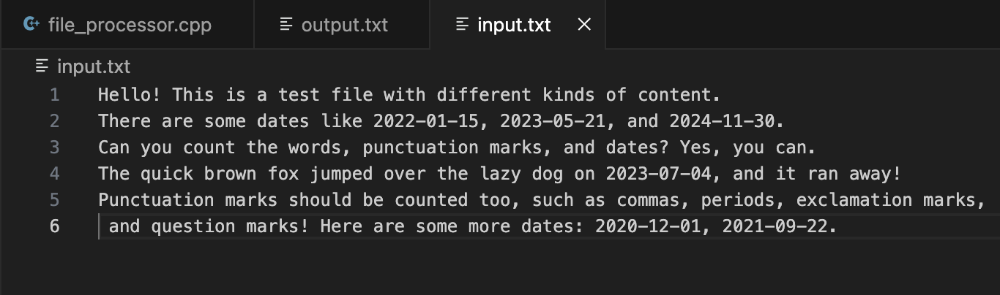 file_processor.cpp output.txt input.txt
input.txt
1 Hello! This is a test file with different kinds of content.
2 There are some dates like 2022-01-15, 2023-05-21, and 2024-11-30.
3 Can you count the words, punctuation marks, and dates? Yes, you can.
4 The quick brown fox jumped over the lazy dog on 2023-07-04, and it ran away!
5 Punctuation marks should be counted too, such as commas, periods, exclamation marks,
6 and question marks! Here are some more dates: 2020-12-01, 2021-09-22.